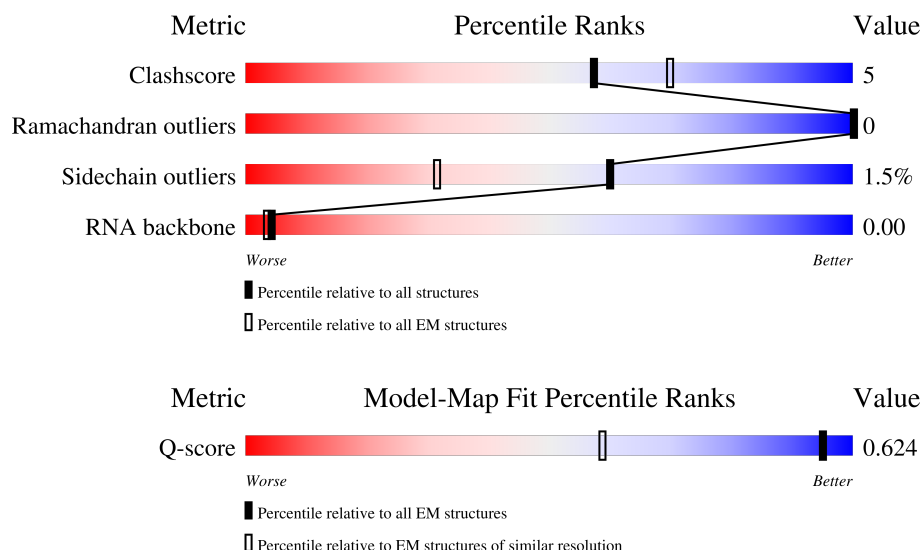 Metric Percentile Ranks Value
Clashscore 5
Ramachandran outliers 0
Sidechain outliers 1.5%
RNA backbone 0.00
Worse Better
Percentile relative to all structures
Percentile relative to all EM structures
Metric Model-Map Fit Percentile Ranks Value
Q-score 0.624
Worse Better
Percentile relative to all EM structures
Percentile relative to EM structures of similar resolution